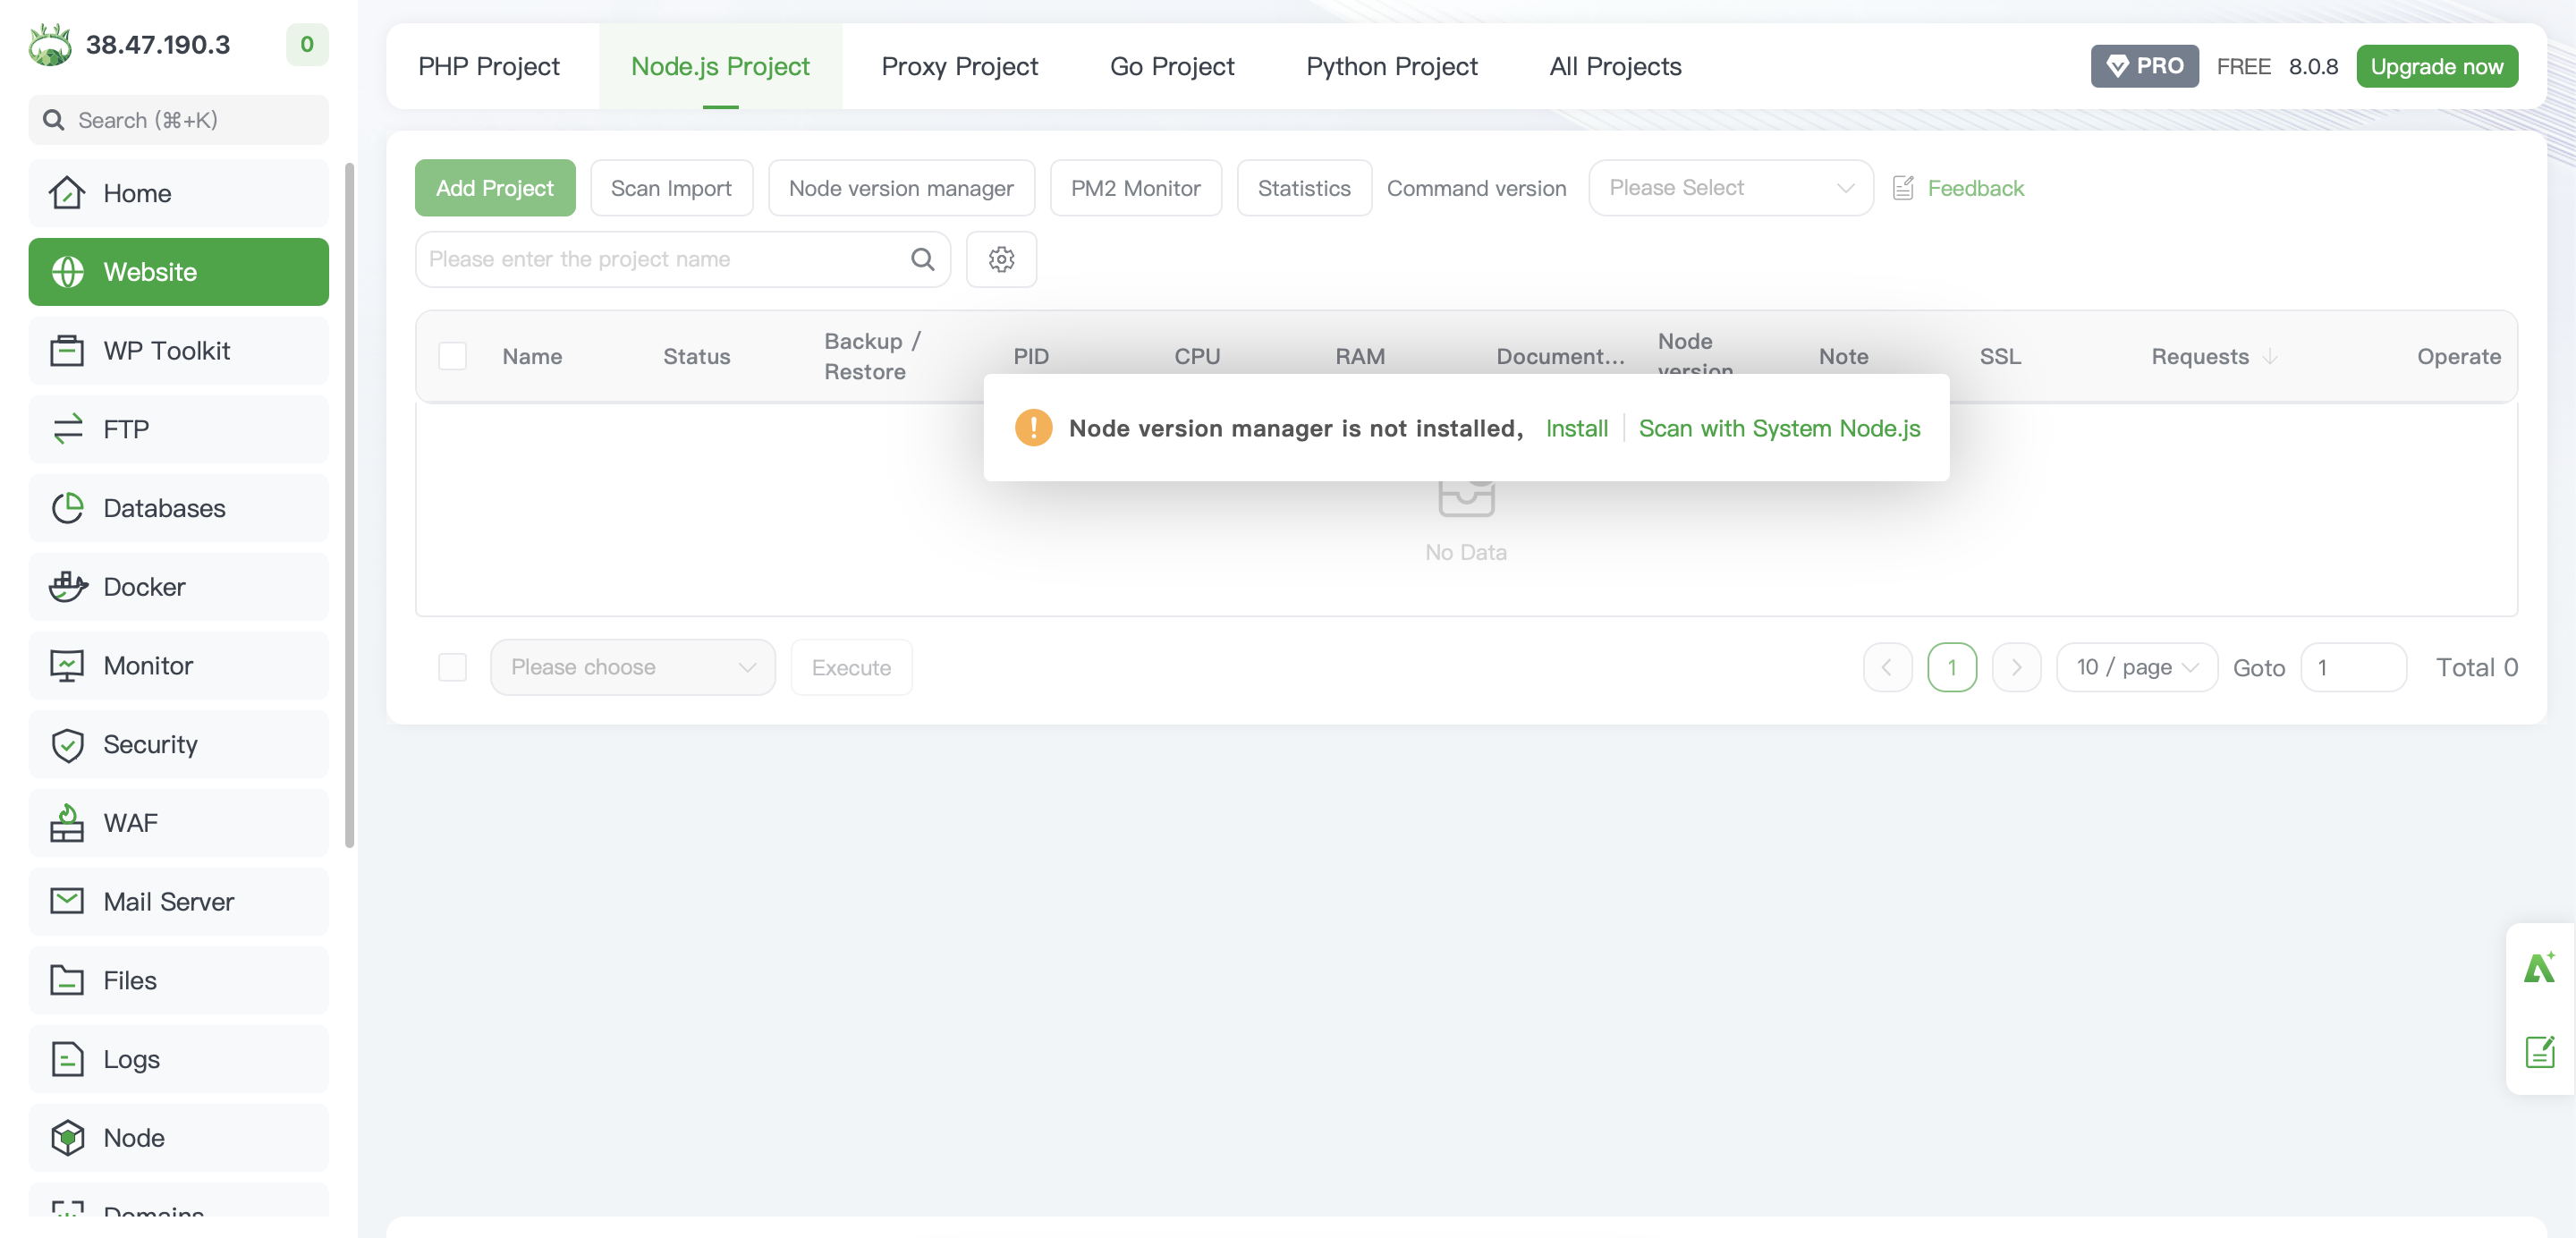 38.47.190.3
0
Search (⌘+K)
Home
Website
WP Toolkit
FTP
Databases
Docker
Monitor
Security
WAF
Mail Server
Files
Logs
Node
Domains
PHP Project
Node.js Project
Proxy Project
Go Project
Python Project
All Projects
PRO
FREE
8.0.8
Upgrade now
Add Project
Scan Import
Node version manager
PM2 Monitor
Statistics
Command version
Please Select
Feedback
Please enter the project name
Name
Status
Backup /
Restore
PID
CPU
RAM
Document...
Node
version
Note
SSL
Requests
Operate
Node version manager is not installed,
Install
Scan with System Node.js
No Data
Please choose
Execute
1
10 / page
Goto
1
Total 0